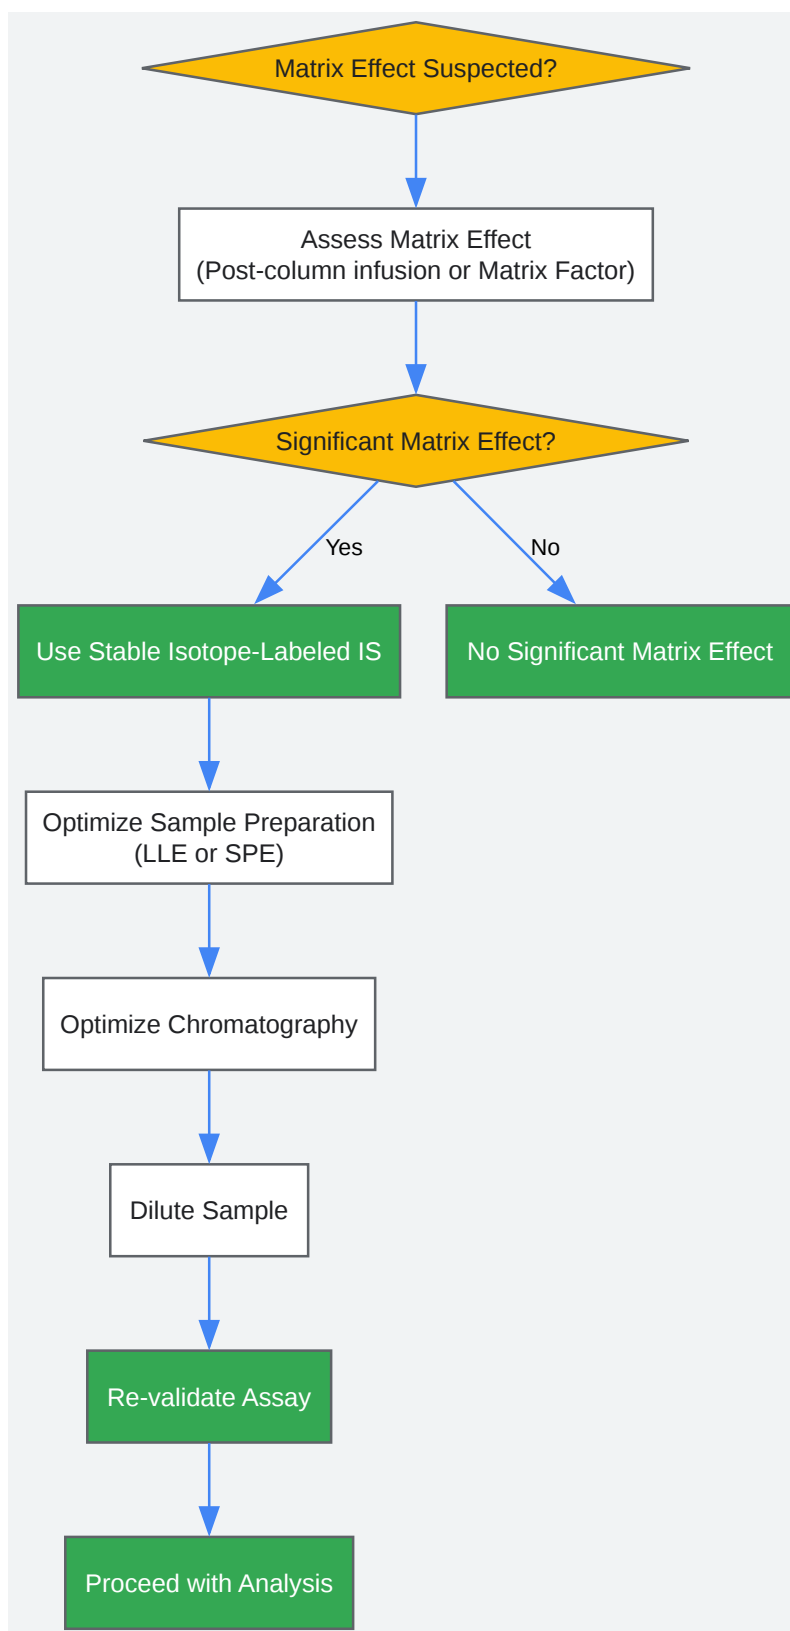 Matrix Effect Suspected?
Assess Matrix Effect
(Post-column infusion or Matrix Factor)
Significant Matrix Effect?
Yes
No
Use Stable Isotope-Labeled IS
No Significant Matrix Effect
Optimize Sample Preparation
(LLE or SPE)
Optimize Chromatography
Dilute Sample
Re-validate Assay
Proceed with Analysis